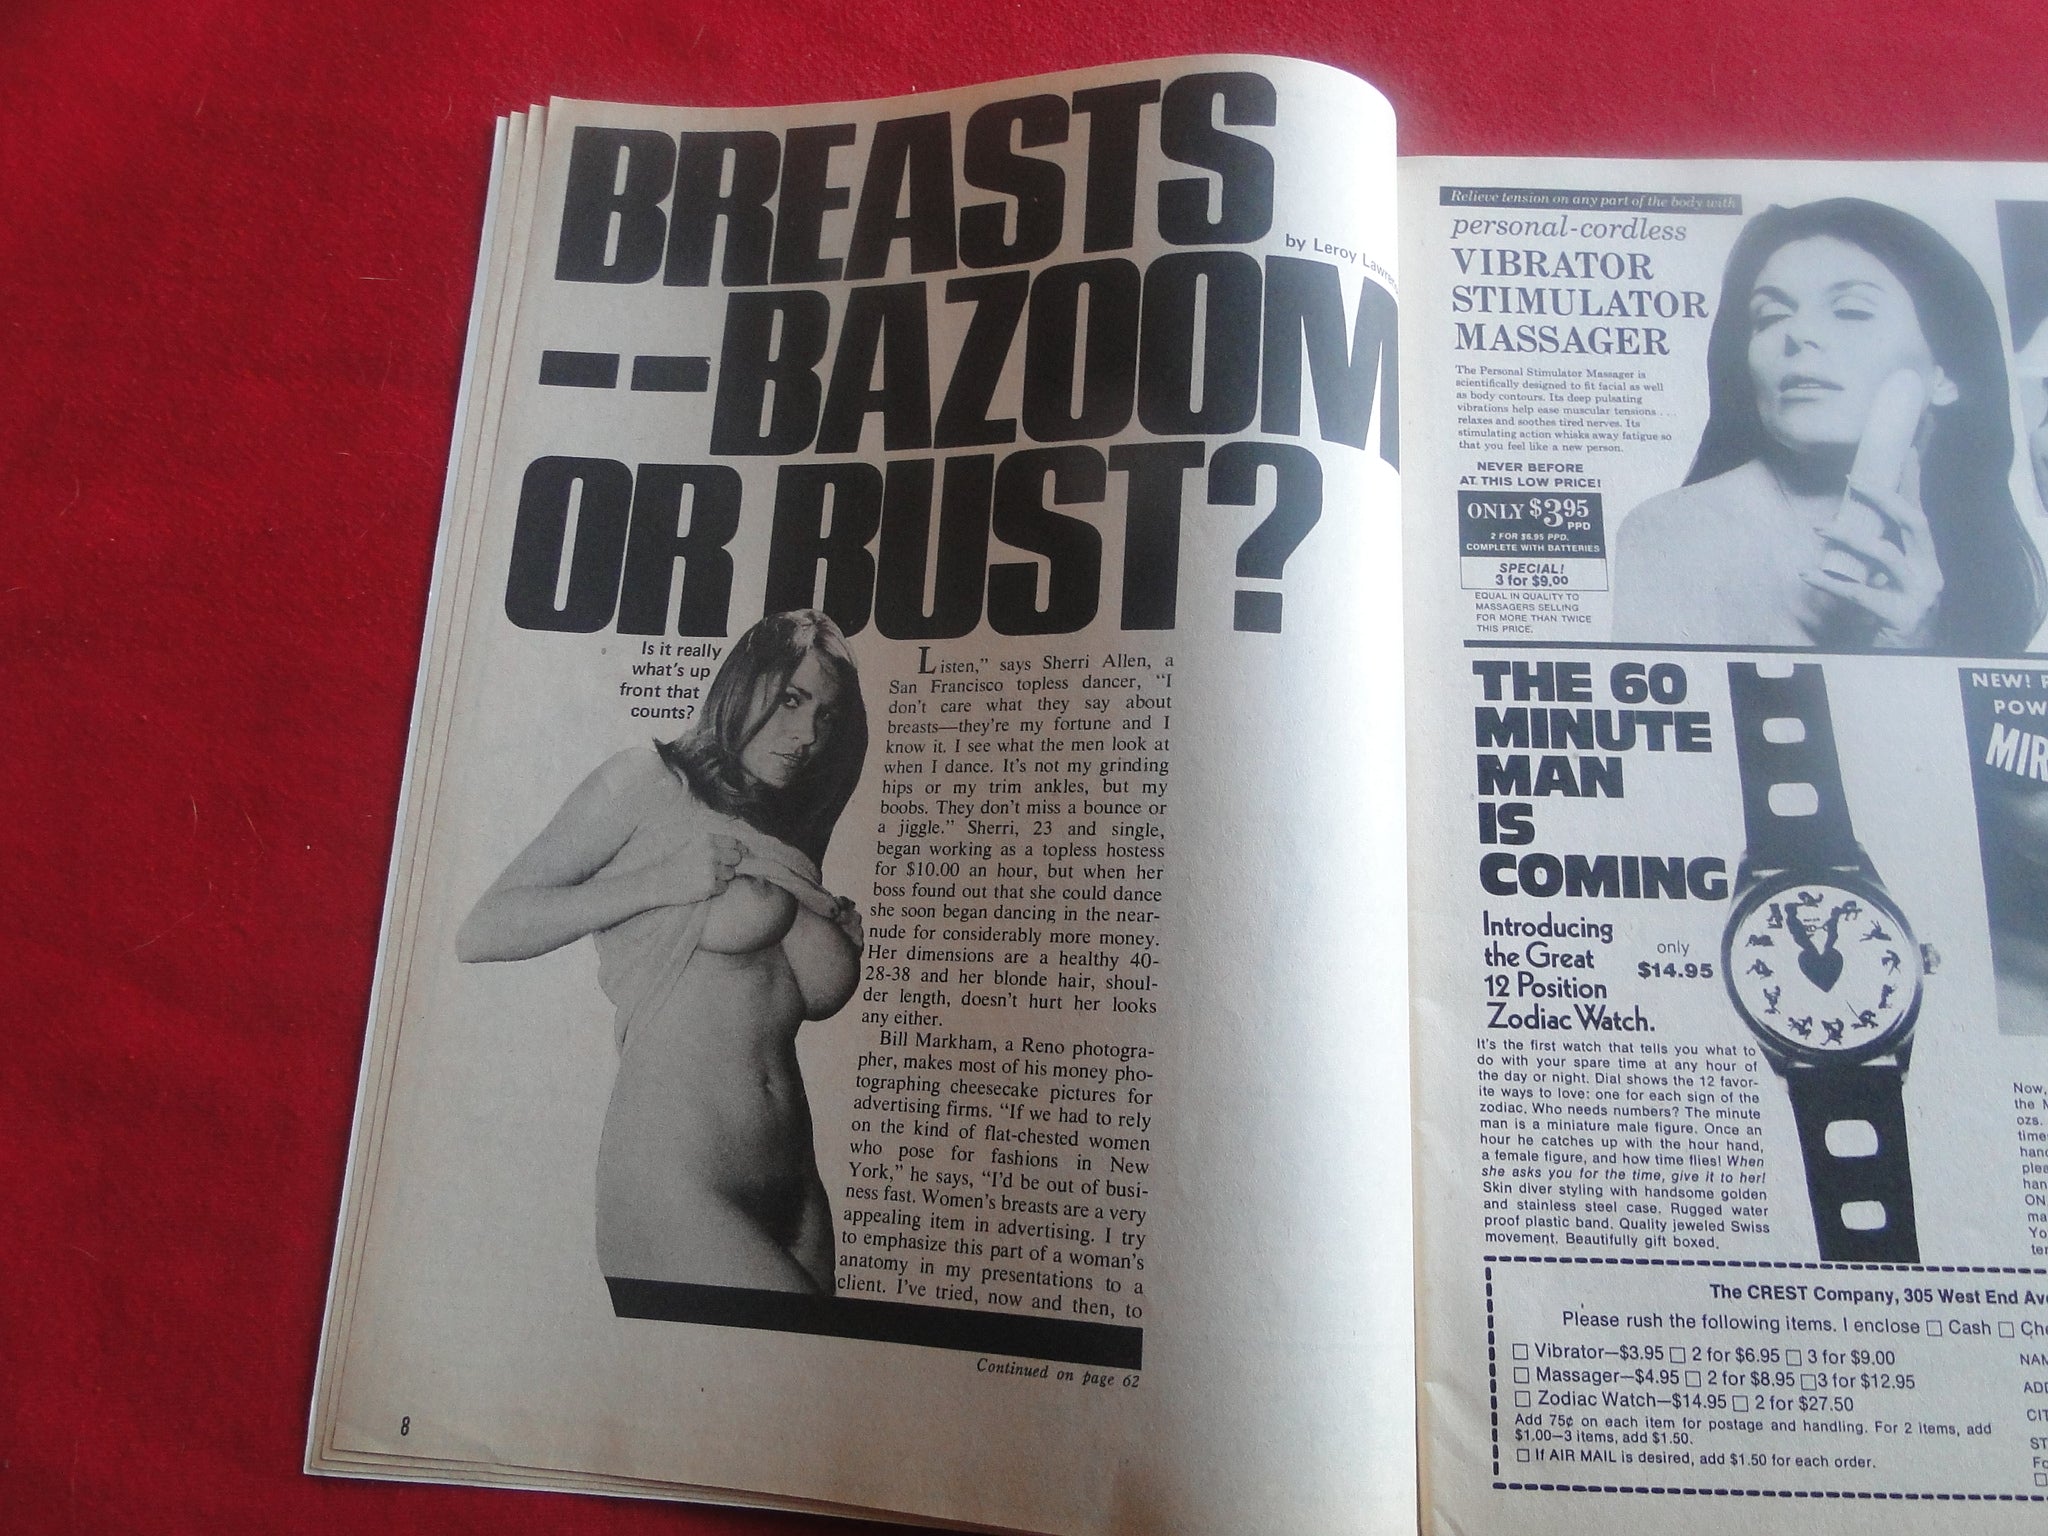 BREASTS
by Leroy
--BAZOOM
OR BUST?
Is it really
what's up
front that
counts?
Listen," says Sherri Allen, a
San Francisco topless dancer, "I
don't care what they say about
breasts—they're my fortune and I
know it. I see what the men look at
when I dance. It's not my grinding
hips or my trim ankles, but my
boobs. They don't miss a bounce or
a jiggle." Sherri, 23 and single,
began working as a topless hostess
for $10.00 an hour, but when her
boss found out that she could dance
she soon began dancing in the near-
nude for considerably more money.
Her dimensions are a healthy 40-
28-38 and her blonde hair, shoul-
der length, doesn't hurt her looks
any either.
Bill Markham, a Reno photogra-
pher, makes most of his money pho-
tographing cheesecake pictures for
advertising firms. "If we had to rely
on the kind of flat-chested women
who pose for fashions in New
York," he says, "I'd be out of busi-
ness fast. Women's breasts are a very
appealing item in advertising. I try
to emphasize this part of a woman's
anatomy in my presentations to a
client. I've tried, now and then, to
Continued on page 62
8
Relieve tension on any part of the body with
personal-cordless
VIBRATOR
STIMULATOR
MASSAGER
The Personal Stimulator Massager is
scientifically designed to fit facial as well
as body contours. Its deep pulsating
vibrations help ease muscular tensions . . .
relaxes and soothes tired nerves. Its
stimulating action whisks away fatigue so
that you feel like a new person.
NEVER BEFORE
AT THIS LOW PRICE!
ONLY $3.95
PPD
2 FOR $6.95 PPD.
COMPLETE WITH BATTERIES
SPECIAL!
3 for $9.00
EQUAL IN QUALITY TO
MASSAGERS SELLING
FOR MORE THAN TWICE
THIS PRICE.
THE 60
MINUTE
MAN
IS
COMING
Introducing
the Great
12 Position
Zodiac Watch.
only
$14.95
It's the first watch that tells you what to
do with your spare time at any hour of
the day or night. Dial shows the 12 favor-
ite ways to love: one for each sign of the
zodiac. Who needs numbers? The minute
man is a miniature male figure. Once an
hour he catches up with the hour hand,
a female figure, and how time flies! When
she asks you for the time, give it to her!
Skin diver styling with handsome golden
and stainless steel case. Rugged water
proof plastic band. Quality jeweled Swiss
movement. Beautifully gift boxed.
NEW!
POW
MIR
Now,
the
ozs.
time
hand
plea
han
ON
ma
Yo
ter
The CREST Company, 305 West End Av
Please rush the following items. I enclose □ Cash □ Che
□ Vibrator—$3.95 □ 2 for $6.95 □ 3 for $9.00
□ Massager—$4.95 □ 2 for $8.95 □ 3 for $12.95
□ Zodiac Watch—$14.95 □ 2 for $27.50
Add 75¢ on each item for postage and handling. For 2 items, add
$1.00—3 items, add $1.50.
□ If AIR MAIL is desired, add $1.50 for each order.
NAM
ADD
CIT
ST
Fo